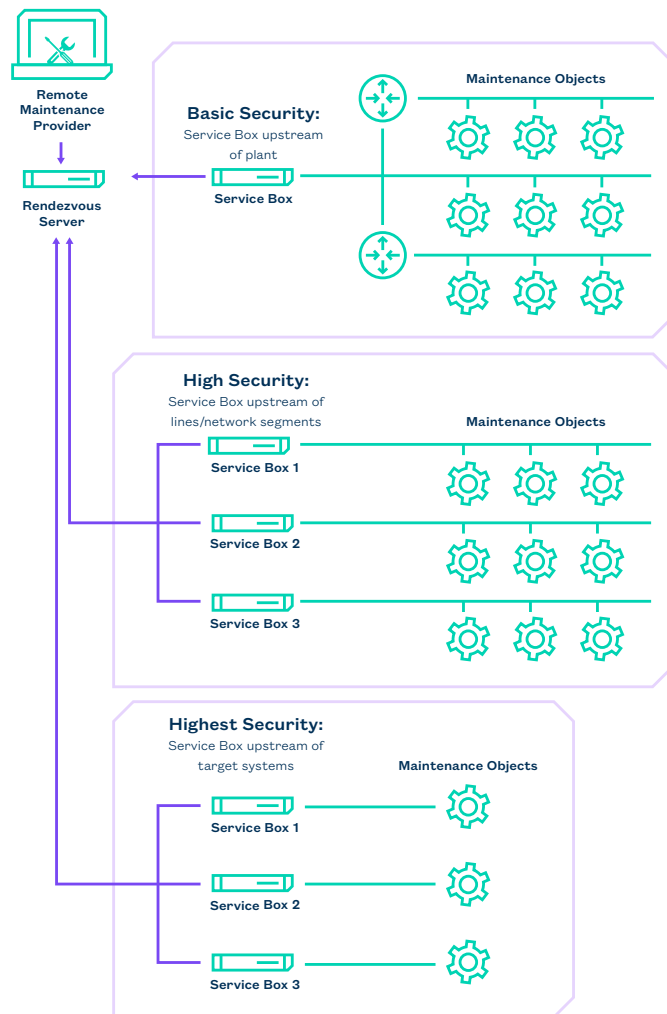 Remote
Maintenance
Provider
Rendezvous
Server
Basic Security:
Service Box upstream
of plant
Service Box
Maintenance Objects
High Security:
Service Box upstream of
lines/network segments
Maintenance Objects
Service Box 1
Service Box 2
Service Box 3
Highest Security:
Service Box upstream of
target systems
Maintenance Objects
Service Box 1
Service Box 2
Service Box 3